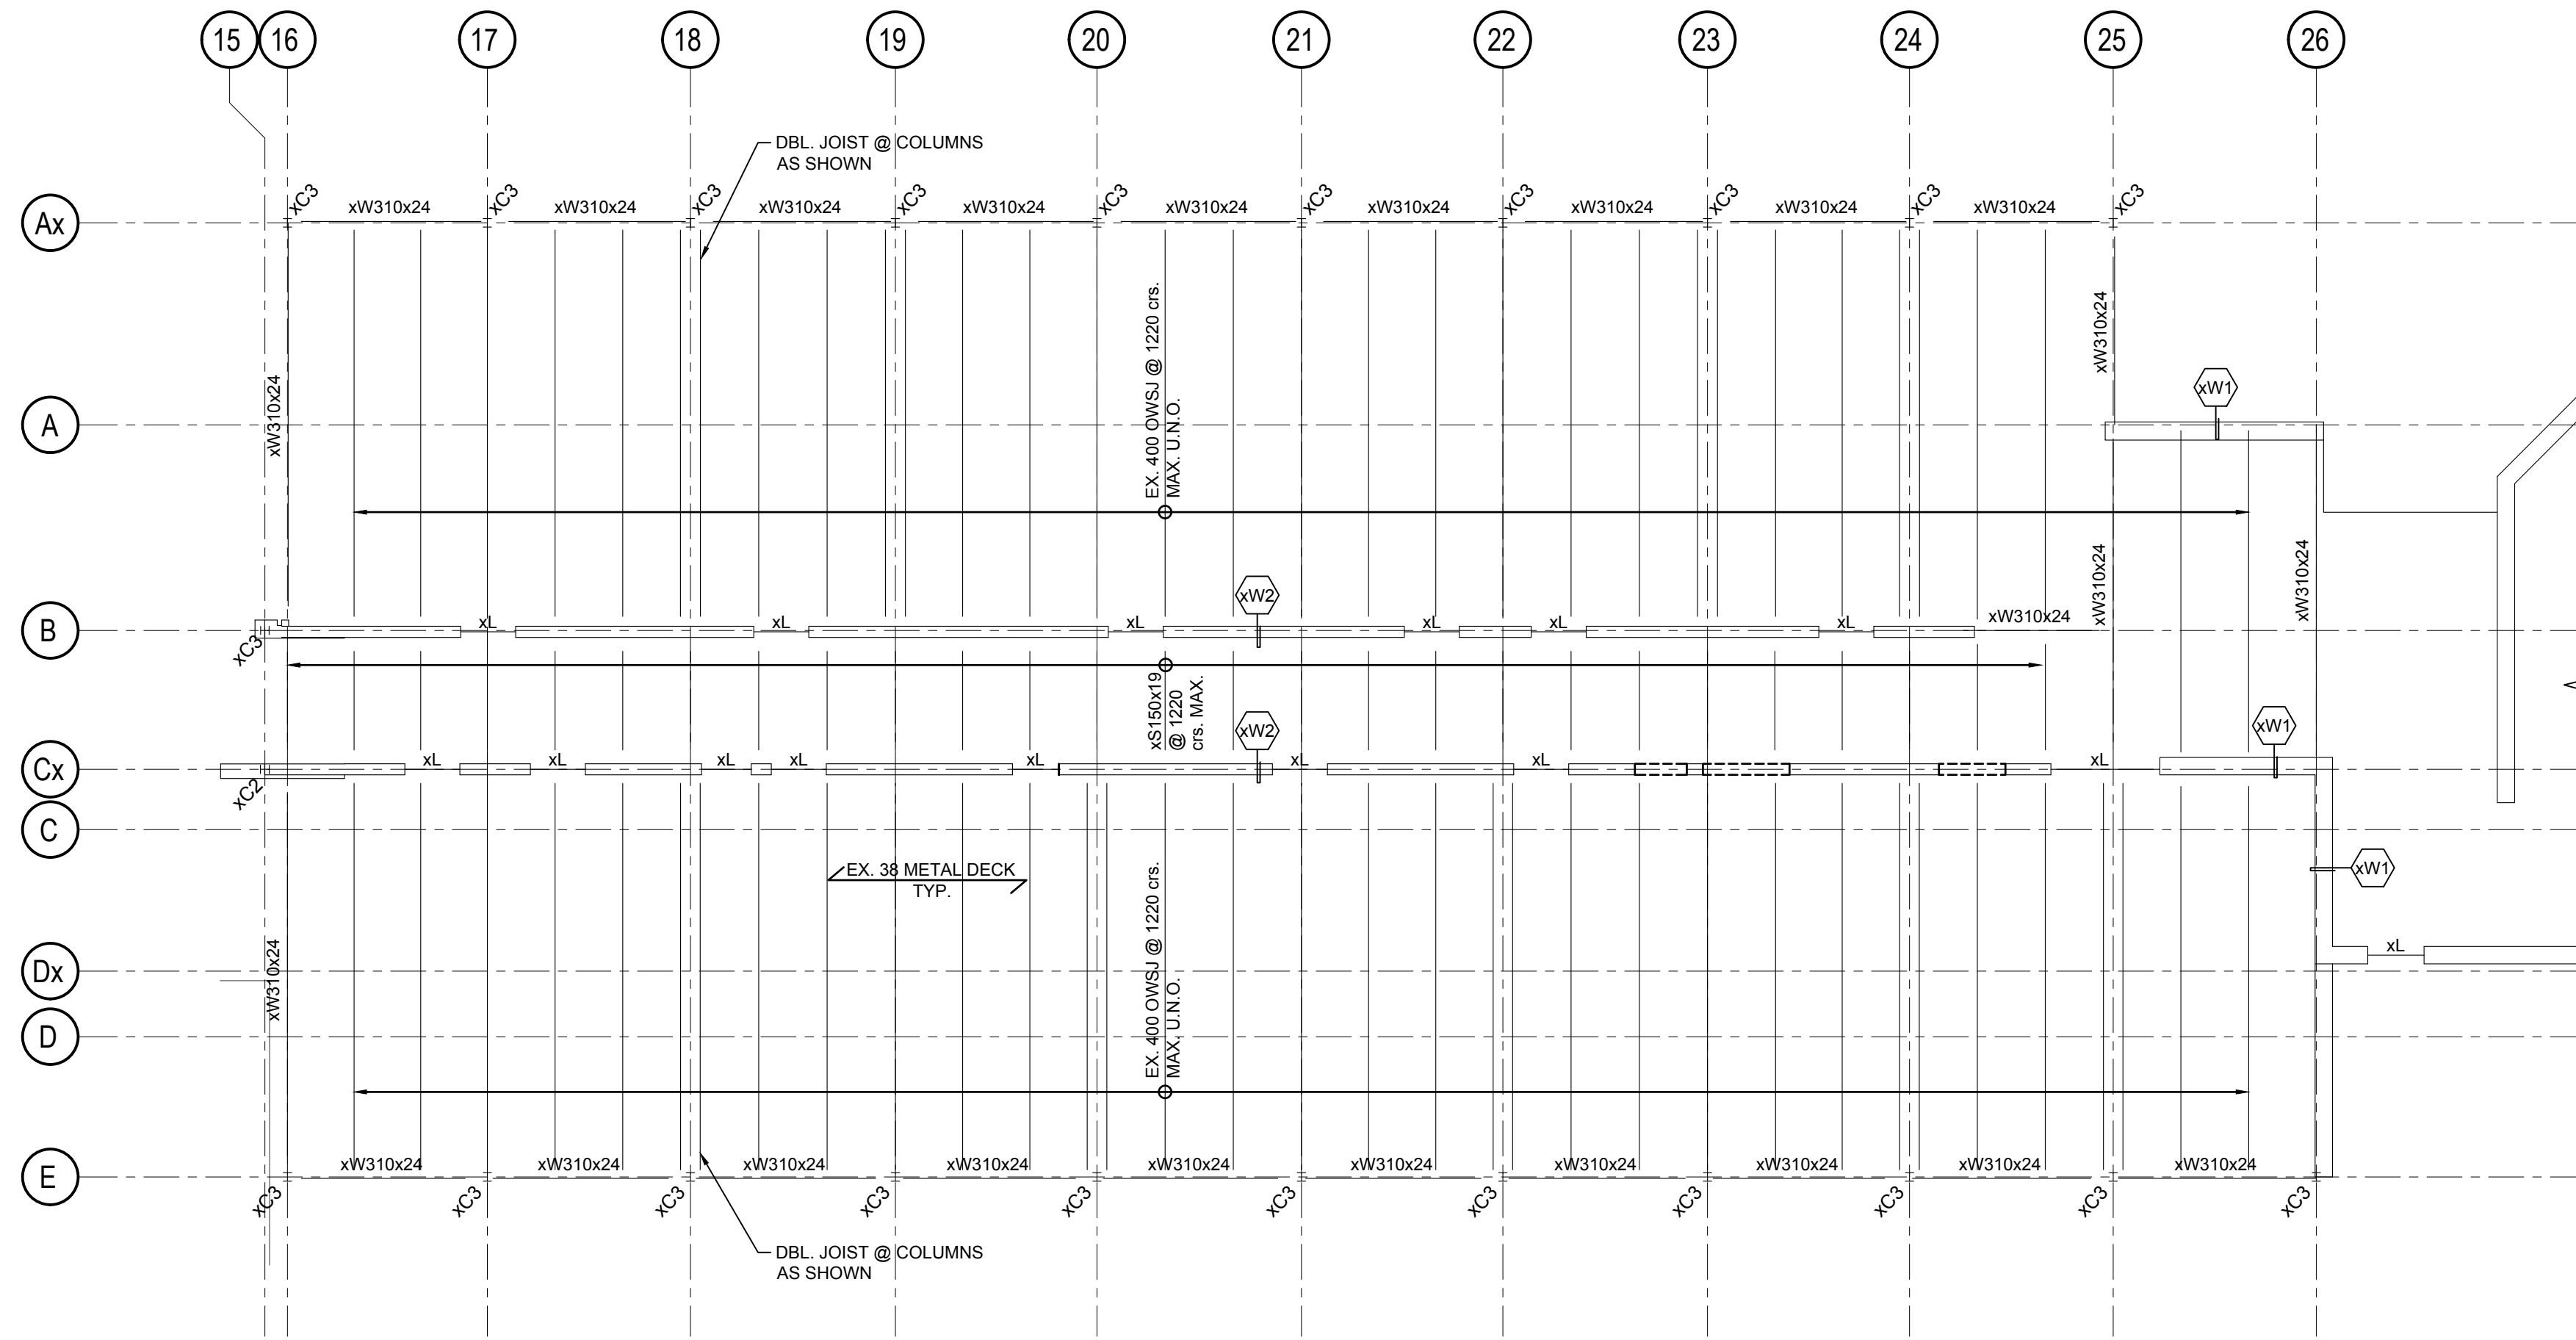 15 16 17 18 19 20 21 22 23 24 25 26
DBL. JOIST @ COLUMNS
AS SHOWN
xC3 xC3 xC3 xC3 xC3 xC3 xC3 xC3 xC3 xC3
xW310x24 xW310x24 xW310x24 xW310x24 xW310x24 xW310x24 xW310x24 xW310x24 xW310x24
Ax
xW310x24
EX. 400 OWSJ @ 1220 crs.
MAX. U.N.O.
xW310x24
xW1
A
xW310x24
xW310x24
xW2
B
xL xL xL xL xL xL xW310x24
xC3
xS150x19
@ 1220
crs. MAX.
xW2
xW1
Cx
xL xL xL xL xL xL xL xL
xC2
C
EX. 38 METAL DECK
TYP.
xW1
EX. 400 OWSJ @ 1220 crs.
MAX. U.N.O.
xW310x24
xL
Dx
D
xW310x24 xW310x24 xW310x24 xW310x24 xW310x24 xW310x24 xW310x24 xW310x24 xW310x24 xW310x24
E
xC3 xC3 xC3 xC3 xC3 xC3 xC3 xC3 xC3 xC3 xC3
DBL. JOIST @ COLUMNS
AS SHOWN